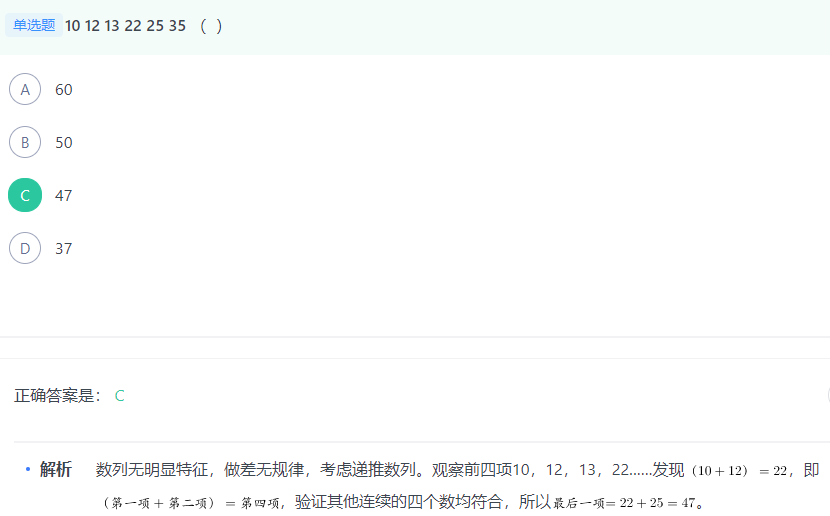 单选题 10 12 13 22 25 35 （ ）
A 60
B 50
C 47
D 37
正确答案是： C
• 解析 数列无明显特征，做差无规律，考虑递推数列。观察前四项10，12，13，22......发现（10 + 12） = 22，即
（第一项 + 第二项） = 第四项，验证其他连续的四个数均符合，所以最后一项= 22 + 25 = 47。